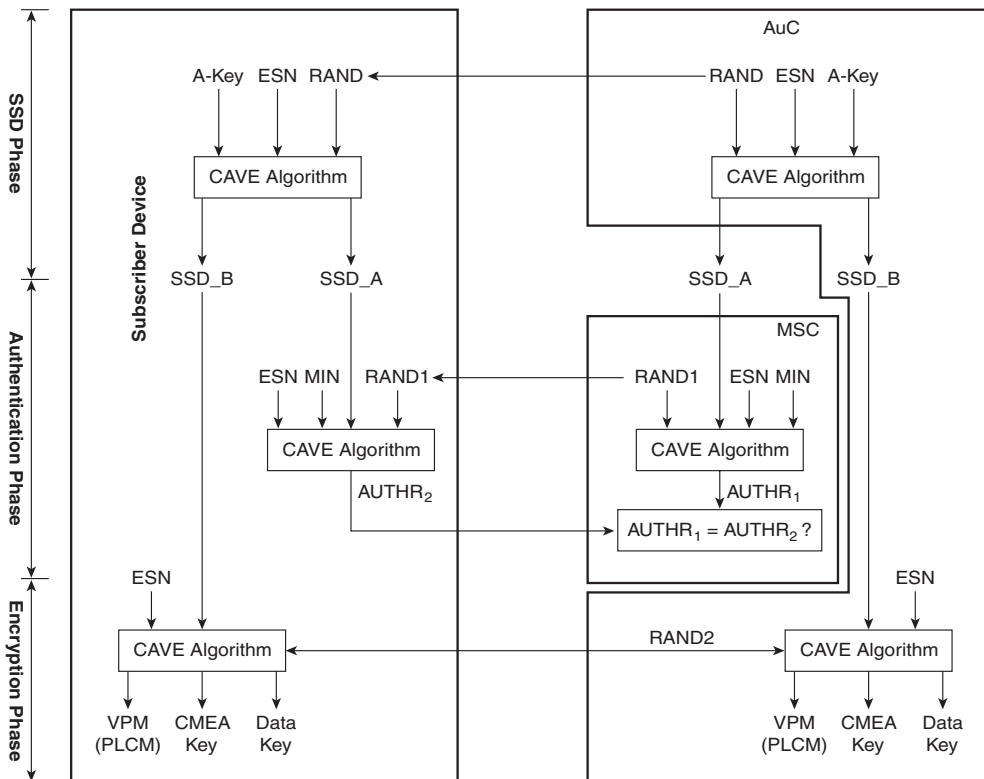 AuC
A-Key ESN RAND
RAND ESN A-Key
CAVE Algorithm
CAVE Algorithm
SSD Phase
Subscriber Device
SSD_B SSD_A
SSD_A SSD_B
MSC
ESN MIN RAND1
RAND1 ESN MIN
CAVE Algorithm
CAVE Algorithm
Authentication Phase
AUTHR₂
AUTHR₁
AUTHR₁ = AUTHR₂ ?
ESN
ESN
RAND2
CAVE Algorithm
CAVE Algorithm
Encryption Phase
VPM
(PLCM)
CMEA
Key
Data
Key
VPM
(PLCM)
CMEA
Key
Data
Key